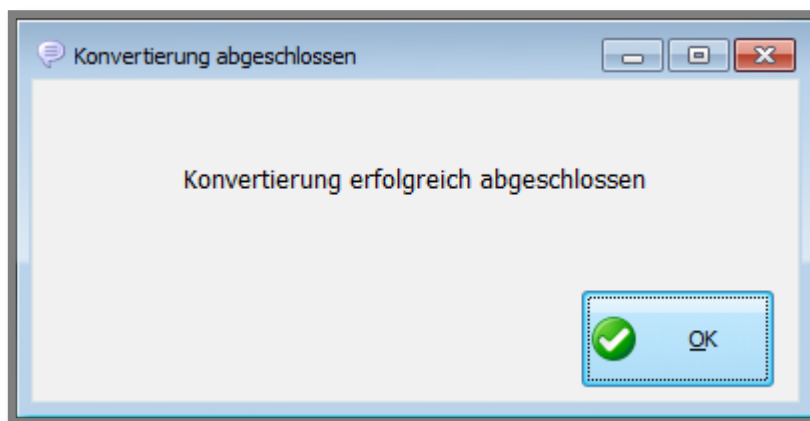 Konvertierung abgeschlossen
Konvertierung erfolgreich abgeschlossen
OK